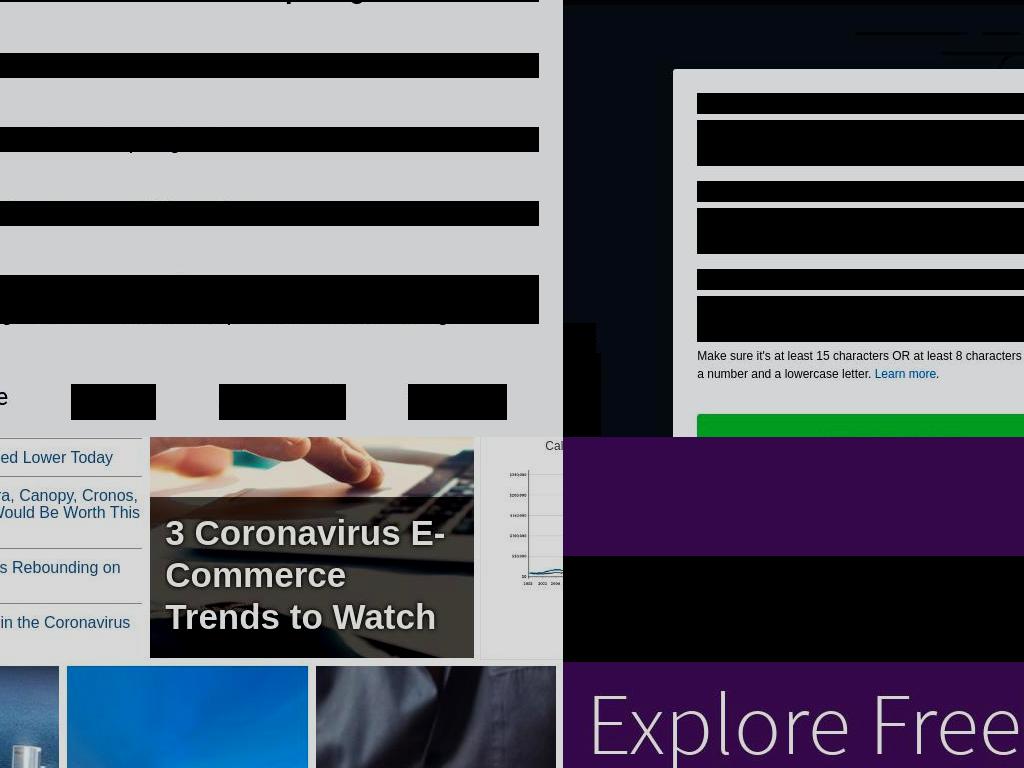 e
Make sure it's at least 15 characters OR at least 8 characters
a number and a lowercase letter. Learn more.
ed Lower Today
ra, Canopy, Cronos,
Would Be Worth This
s Rebounding on
in the Coronavirus
3 Coronavirus E-
Commerce
Trends to Watch
Cal
Explore Free